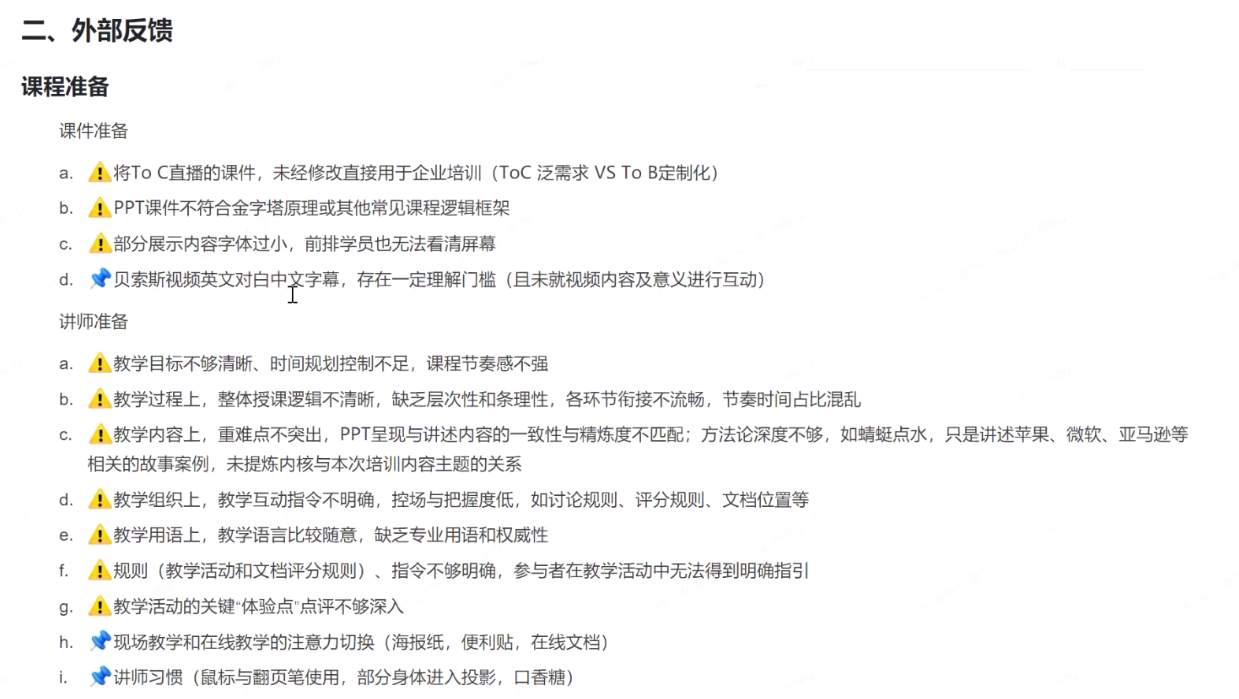 二、外部反馈
课程准备
课件准备
a. ⚠️将To C直播的课件，未经修改直接用于企业培训（ToC 泛需求 VS To B定制化）
b. ⚠️PPT课件不符合金字塔原理或其他常见课程逻辑框架
c. ⚠️部分展示内容字体过小，前排学员也无法看清屏幕
d. 📌贝索斯视频英文对白中文字幕，存在一定理解门槛（且未就视频内容及意义进行互动）
讲师准备
a. ⚠️教学目标不够清晰、时间规划控制不足，课程节奏感不强
b. ⚠️教学过程上，整体授课逻辑不清晰，缺乏层次性和条理性，各环节衔接不流畅，节奏时间占比混乱
c. ⚠️教学内容上，重难点不突出，PPT呈现与讲述内容的一致性与精炼度不匹配；方法论深度不够，如蜻蜓点水，只是讲述苹果、微软、亚马逊等
相关的故事案例，未提炼内核与本次培训内容主题的关系
d. ⚠️教学组织上，教学互动指令不明确，控场与把握度低，如讨论规则、评分规则、文档位置等
e. ⚠️教学用语上，教学语言比较随意，缺乏专业用语和权威性
f. ⚠️规则（教学活动和文档评分规则）、指令不够明确，参与者在教学活动中无法得到明确指引
g. ⚠️教学活动的关键“体验点”点评不够深入
h. 📌现场教学和在线教学的注意力切换（海报纸，便利贴，在线文档）
i. 📌讲师习惯（鼠标与翻页笔使用，部分身体进入投影，口香糖）